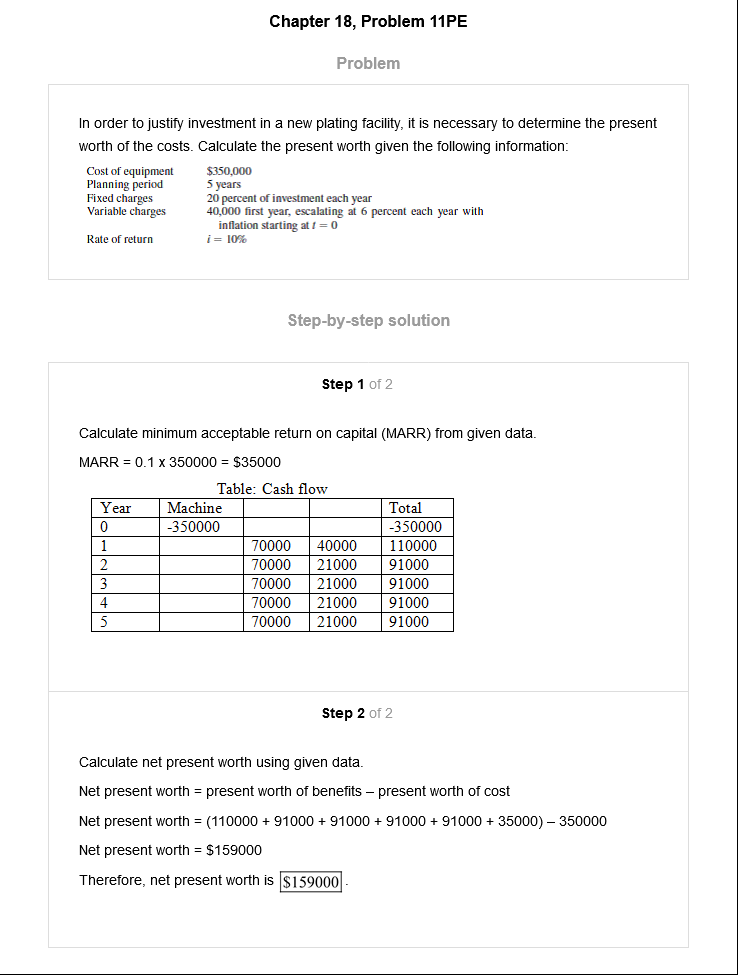 Chapter 18, Problem 11PE
Problem
In order to justify investment in a new plating facility, it is necessary to determine the present
worth of the costs. Calculate the present worth given the following information:
Cost of equipment $350,000
Planning period 5 years
Fixed charges 20 percent of investment each year
Variable charges 40,000 first year, escalating at 6 percent each year with
inflation starting at t = 0
Rate of return i = 10%
Step-by-step solution
Step 1 of 2
Calculate minimum acceptable return on capital (MARR) from given data.
MARR = 0.1 x 350000 = $35000
Table: Cash flow
Year Machine Total
0 -350000 -350000
1 70000 40000 110000
2 70000 21000 91000
3 70000 21000 91000
4 70000 21000 91000
5 70000 21000 91000
Step 2 of 2
Calculate net present worth using given data.
Net present worth = present worth of benefits – present worth of cost
Net present worth = (110000 + 91000 + 91000 + 91000 + 91000 + 35000) – 350000
Net present worth = $159000
Therefore, net present worth is $159000.